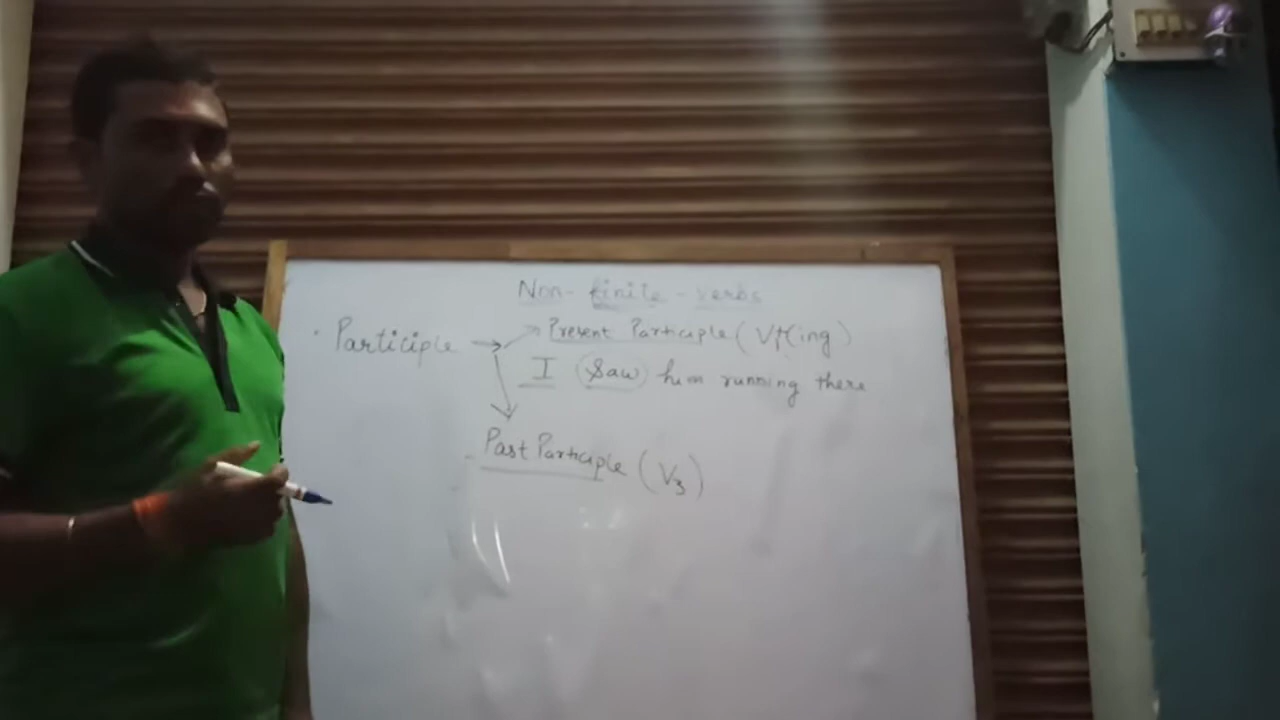 Non-finite-verbs
Participle → Present Participle (V1+ing)
I Saw him running there
Past Participle (V3)